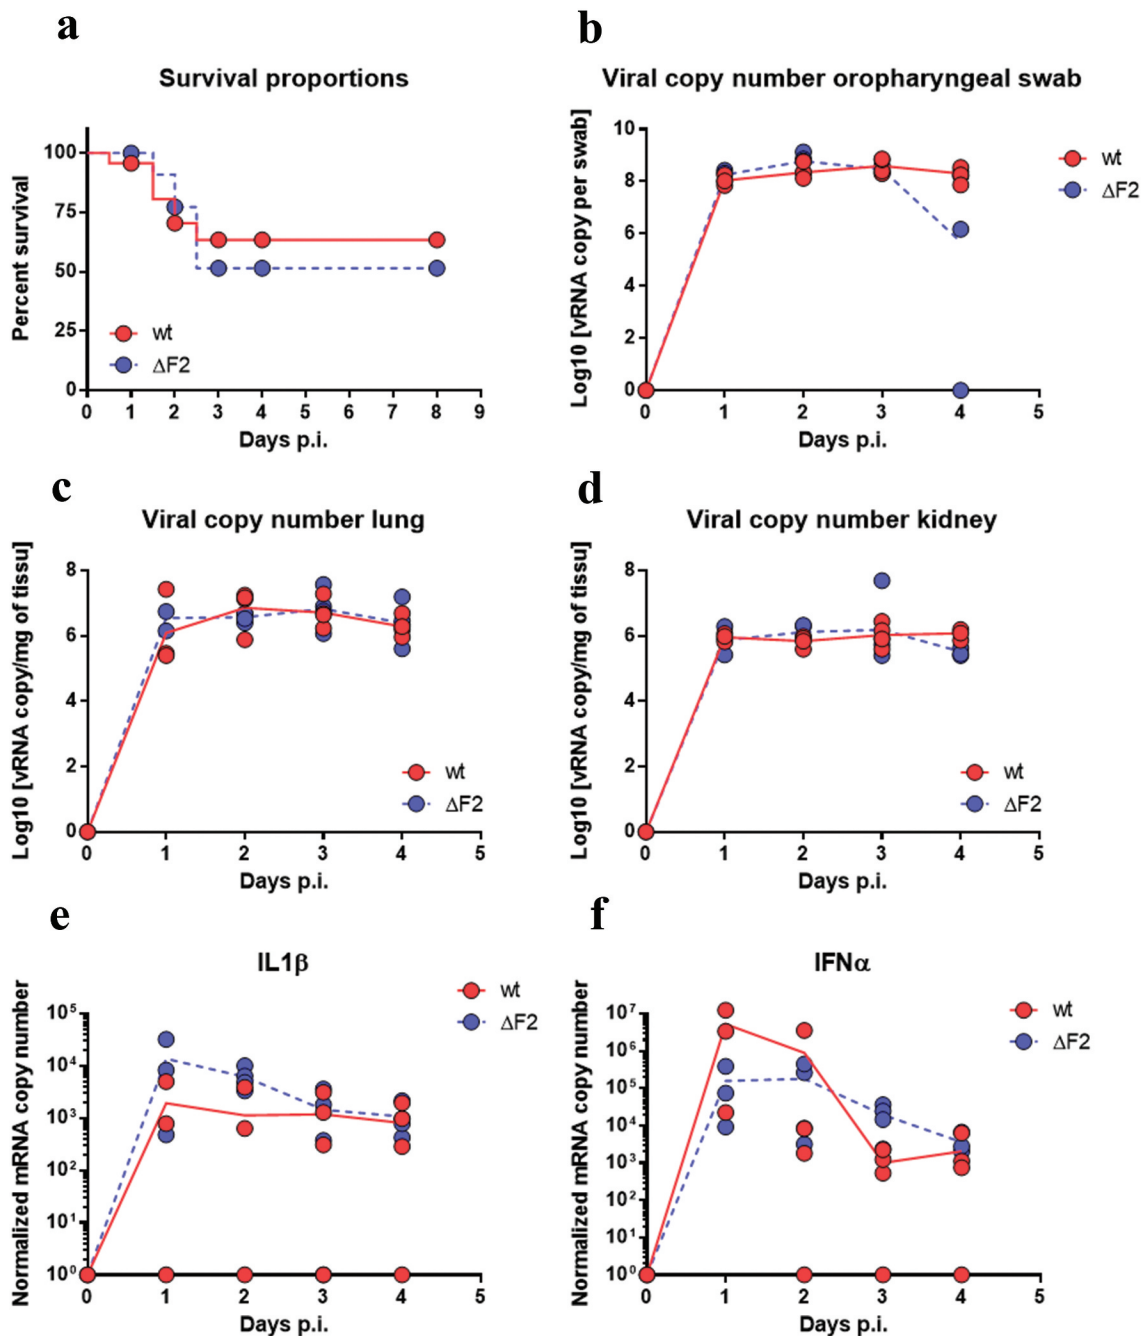 a
Survival proportions
Percent survival
100
75
50
25
0
wt
ΔF2
0 1 2 3 4 5 6 7 8 9
Days p.i.
b
Viral copy number oropharyngeal swab
Log10 [vRNA copy per swab]
10
8
6
4
2
0
wt
ΔF2
0 1 2 3 4 5
Days p.i.
c
Viral copy number lung
Log10 [vRNA copy/mg of tissu]
8
6
4
2
0
wt
ΔF2
0 1 2 3 4 5
Days p.i.
d
Viral copy number kidney
Log10 [vRNA copy/mg of tissu]
8
6
4
2
0
wt
ΔF2
0 1 2 3 4 5
Days p.i.
e
IL1β
Normalized mRNA copy number
10⁵
10⁴
10³
10²
10¹
10⁰
wt
ΔF2
0 1 2 3 4 5
Days p.i.
f
IFNα
Normalized mRNA copy number
10⁷
10⁶
10⁵
10⁴
10³
10²
10¹
10⁰
wt
ΔF2
0 1 2 3 4 5
Days p.i.